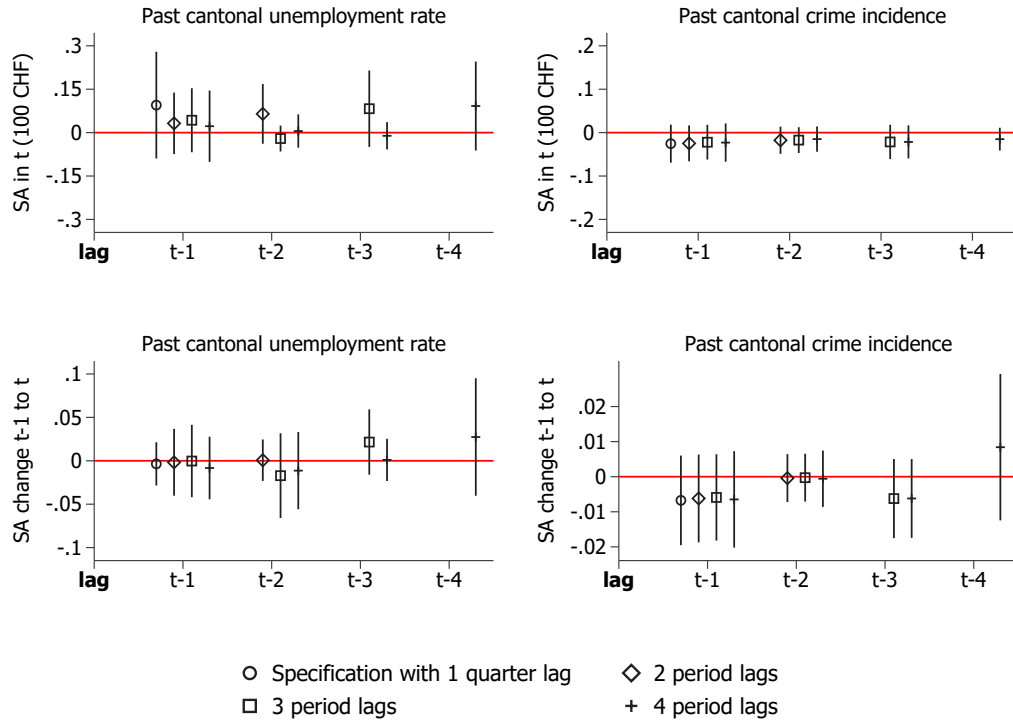 Past cantonal unemployment rate
SA in t (100 CHF)
.3
.15
0
-.15
-.3
lag t-1 t-2 t-3 t-4
Past cantonal crime incidence
SA in t (100 CHF)
.2
.1
0
-.1
-.2
lag t-1 t-2 t-3 t-4
Past cantonal unemployment rate
SA change t-1 to t
.1
.05
0
-.05
-.1
lag t-1 t-2 t-3 t-4
Past cantonal crime incidence
SA change t-1 to t
.02
.01
0
-.01
-.02
lag t-1 t-2 t-3 t-4
Specification with 1 quarter lag
2 period lags
3 period lags
4 period lags